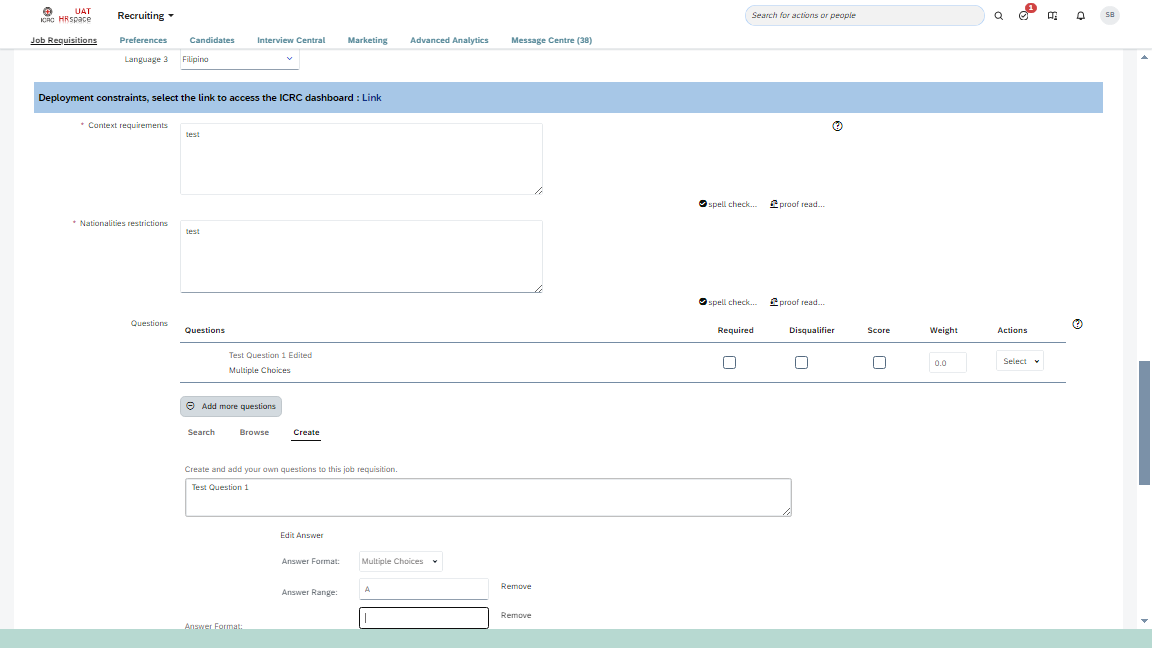 ICRC UAT HRspace Recruiting Search for actions or people 1 SB
Job Requisitions Preferences Candidates Interview Central Marketing Advanced Analytics Message Centre (38)
Language 3 Filipino
Deployment constraints, select the link to access the ICRC dashboard : Link
* Context requirements test
spell check... proof read...
* Nationalities restrictions test
spell check... proof read...
Questions Questions Required Disqualifier Score Weight Actions
Test Question 1 Edited
Multiple Choices 0.0 Select
Add more questions
Search Browse Create
Create and add your own questions to this job requisition.
Test Question 1
Edit Answer
Answer Format: Multiple Choices
Answer Range: A Remove
Remove
Answer Format: